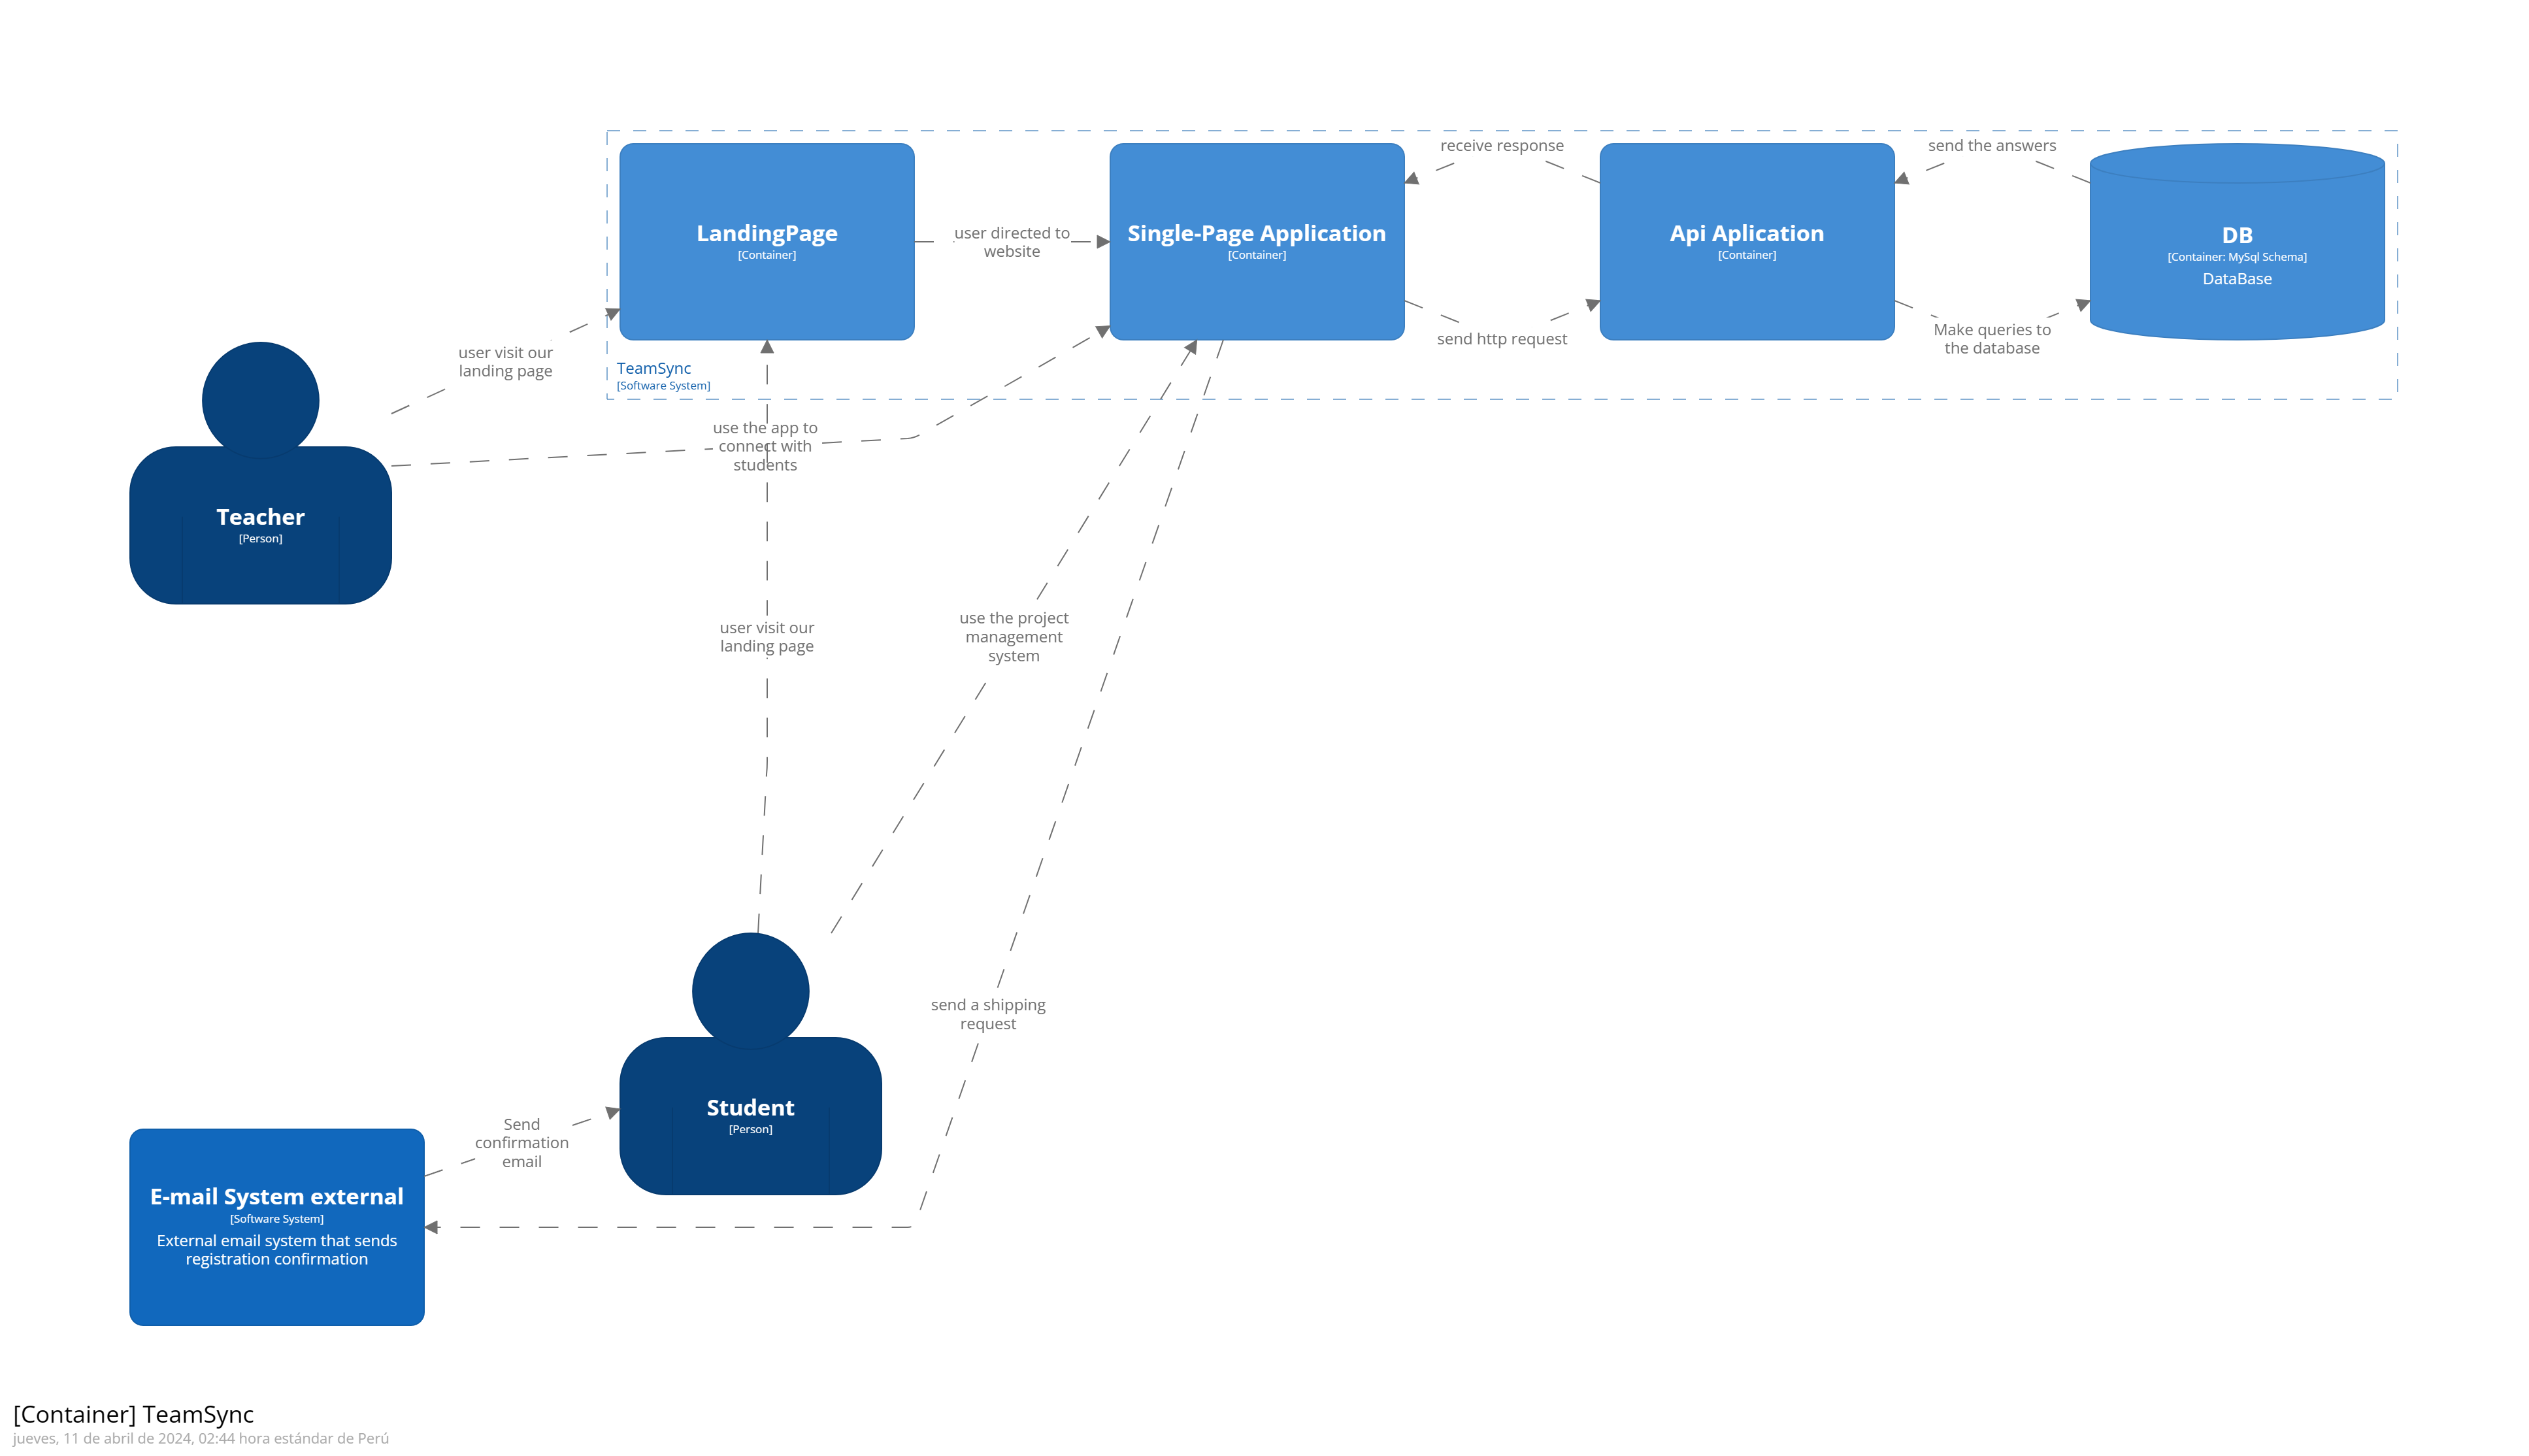 receive response
send the answers
LandingPage
[Container]
user directed to
website
Single-Page Application
[Container]
Api Aplication
[Container]
DB
[Container: MySql Schema]
DataBase
send http request
Make queries to
the database
user visit our
landing page
TeamSync
[Software System]
use the app to
connect with
students
Teacher
[Person]
user visit our
landing page
use the project
management
system
send a shipping
request
Student
[Person]
Send
confirmation
email
E-mail System external
[Software System]
External email system that sends
registration confirmation
[Container] TeamSync
jueves, 11 de abril de 2024, 02:44 hora estándar de Perú